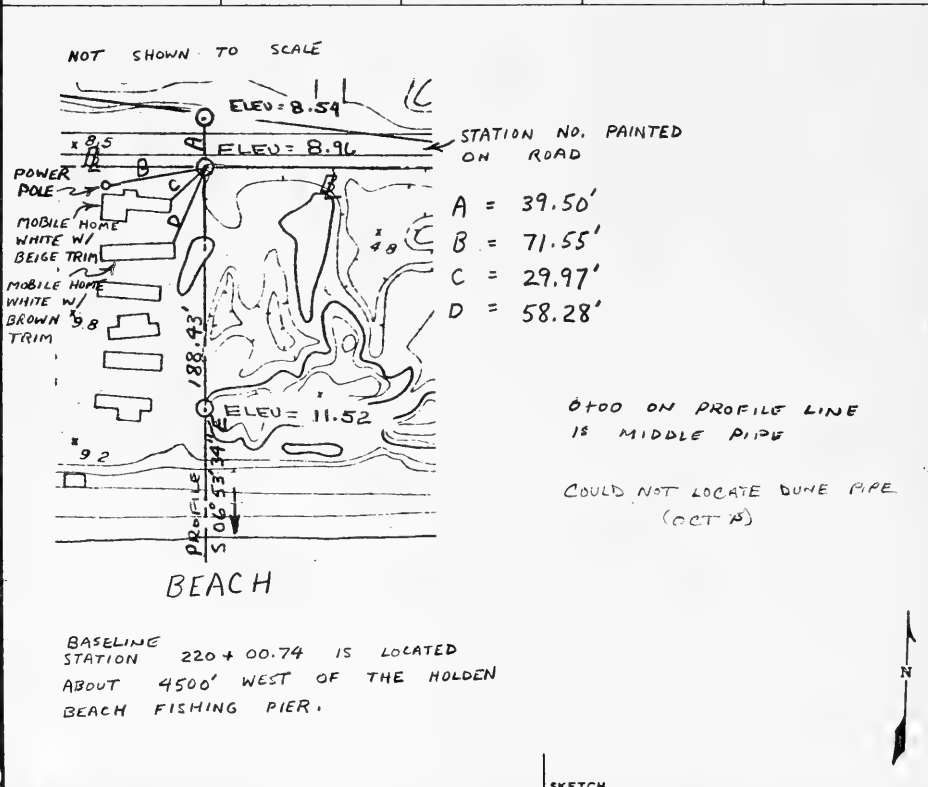 NOT SHOWN TO SCALE
ELEV = 8.54
STATION NO. PAINTED
ON ROAD
8.5
A
ELEV = 8.96
B
POWER
POLE
C
D
MOBILE HOME
WHITE W/
BEIGE TRIM
MOBILE HOME
WHITE W/
BROWN
TRIM
9.8
4.8
A = 39.50'
B = 71.55'
C = 29.97'
D = 58.28'
188.43'
ELEV = 11.52
0+00 ON PROFILE LINE
IS MIDDLE PIPE
9.2
COULD NOT LOCATE DUNE PIPE
PROFILE
S 06° 53' 34" E
BEACH
BASELINE
STATION 220 + 00.74 IS LOCATED
ABOUT 4500' WEST OF THE HOLDEN
BEACH FISHING PIER.
N
SKETCH